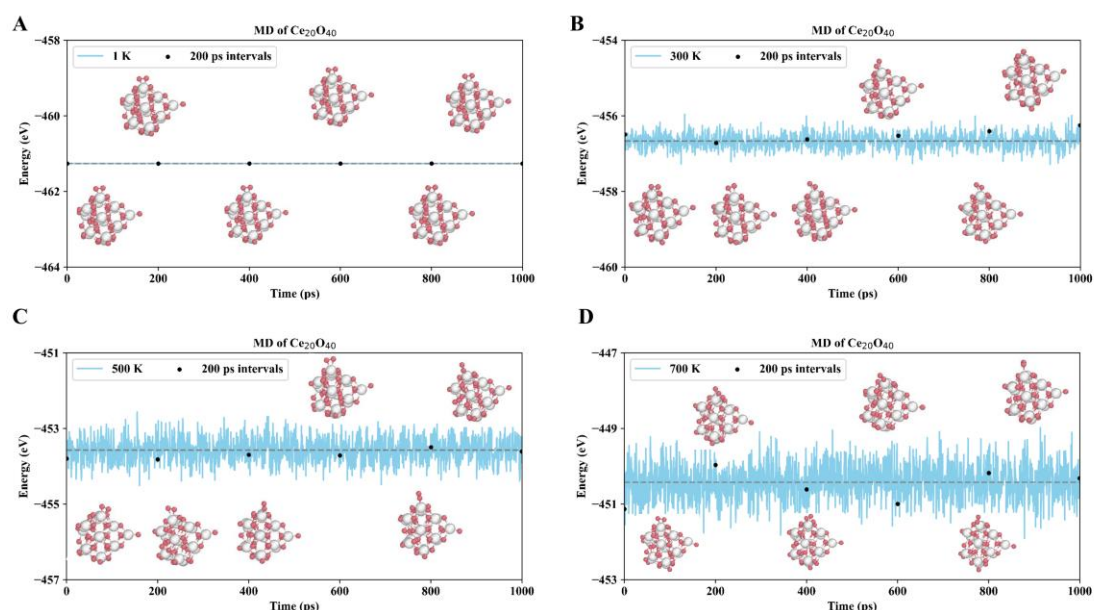 A
MD of Ce₂₀O₄₀
1 K
200 ps intervals
−458
−460
−462
−464
Energy (eV)
0
200
400
600
800
1000
Time (ps)
B
MD of Ce₂₀O₄₀
300 K
200 ps intervals
−454
−456
−458
−460
Energy (eV)
0
200
400
600
800
1000
Time (ps)
C
MD of Ce₂₀O₄₀
500 K
200 ps intervals
−451
−453
−455
−457
Energy (eV)
0
200
400
600
800
1000
Time (ps)
D
MD of Ce₂₀O₄₀
700 K
200 ps intervals
−447
−449
−451
−453
Energy (eV)
0
200
400
600
800
1000
Time (ps)